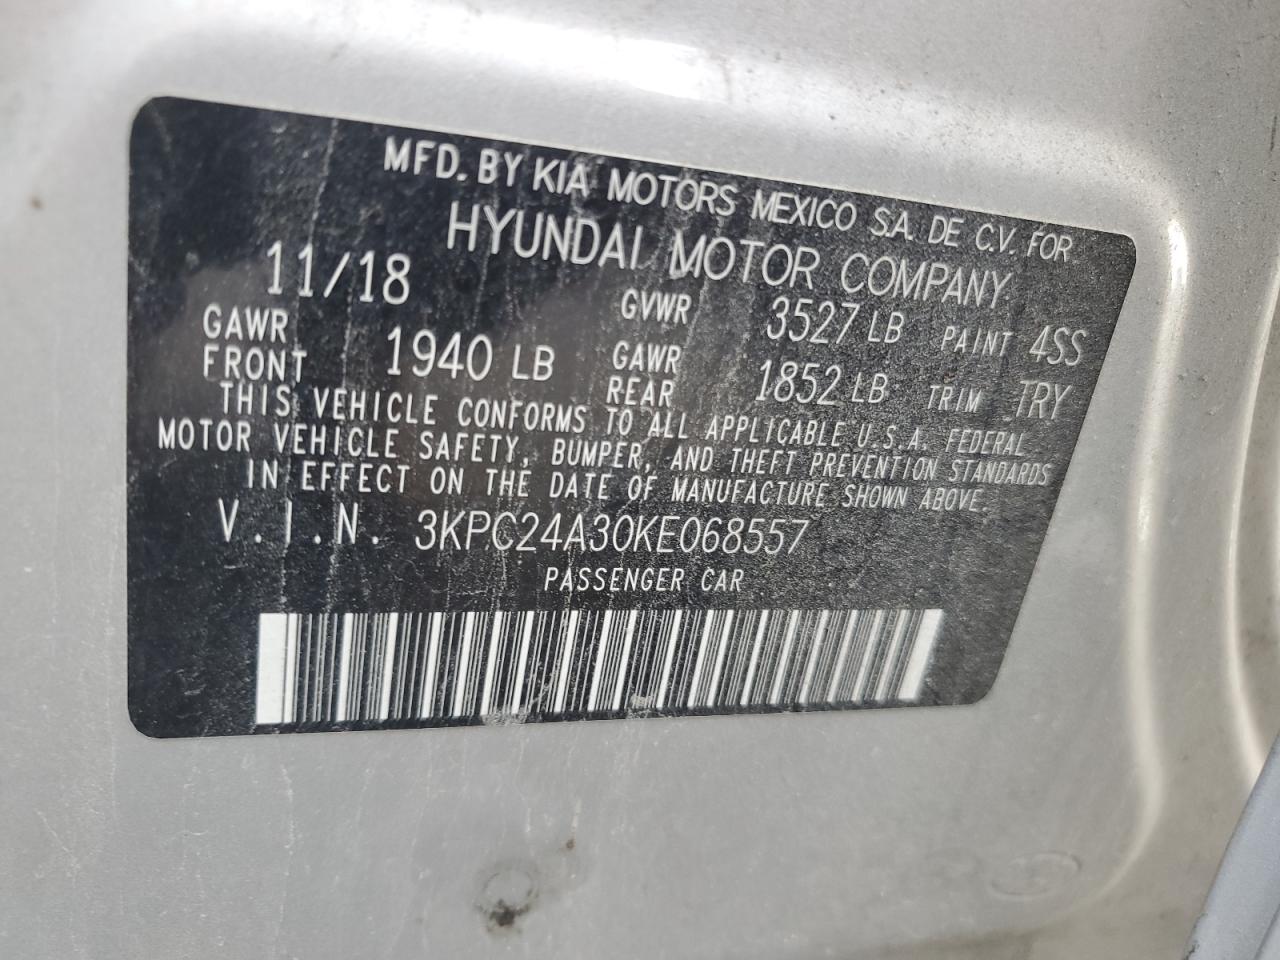 MFD. BY KIA MOTORS MEXICO S.A. DE C.V. FOR
HYUNDAI MOTOR COMPANY
11/18 GVWR 3527 LB PAINT 4SS
GAWR FRONT 1940 LB GAWR REAR 1852 LB TRIM TRY
THIS VEHICLE CONFORMS TO ALL APPLICABLE U.S.A. FEDERAL
MOTOR VEHICLE SAFETY, BUMPER, AND THEFT PREVENTION STANDARDS
IN EFFECT ON THE DATE OF MANUFACTURE SHOWN ABOVE.
V.I.N. 3KPC24A30KE068557
PASSENGER CAR